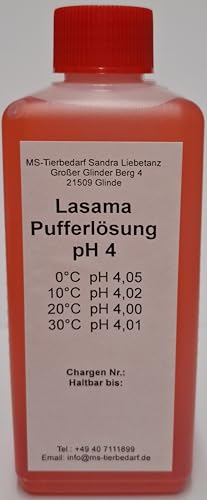 MS-Tierbedarf Sandra Liebetanz
Großer Glinder Berg 4
21509 Glinde
Lasama
Pufferlösung
pH 4
0°C pH 4,05
10°C pH 4,02
20°C pH 4,00
30°C pH 4,01
Chargen Nr.:
Haltbar bis:
Tel.: +49 40 7111899
Email: info@ms-tierbedarf.de